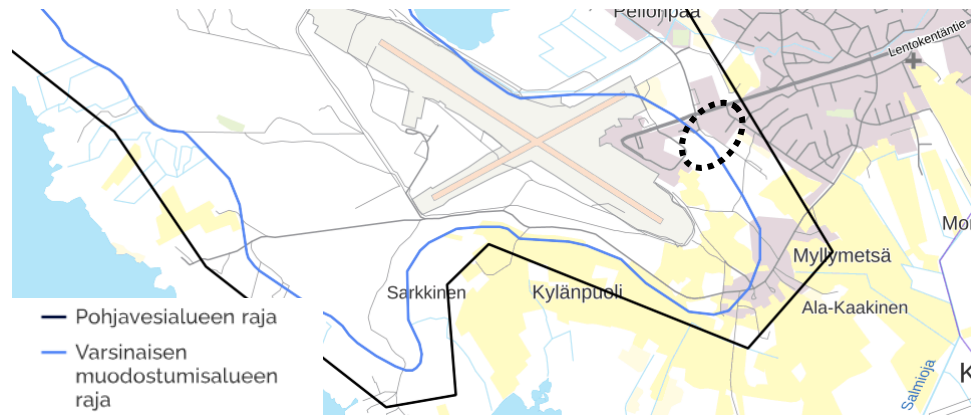 Pellonpää
Lentokentäntie
Myllymetsä
Sarkkinen
Kylänpuoli
Ala-Kaakinen
Salmioja
Pohjavesialueen raja
Varsinaisen
muodostumisalueen
raja